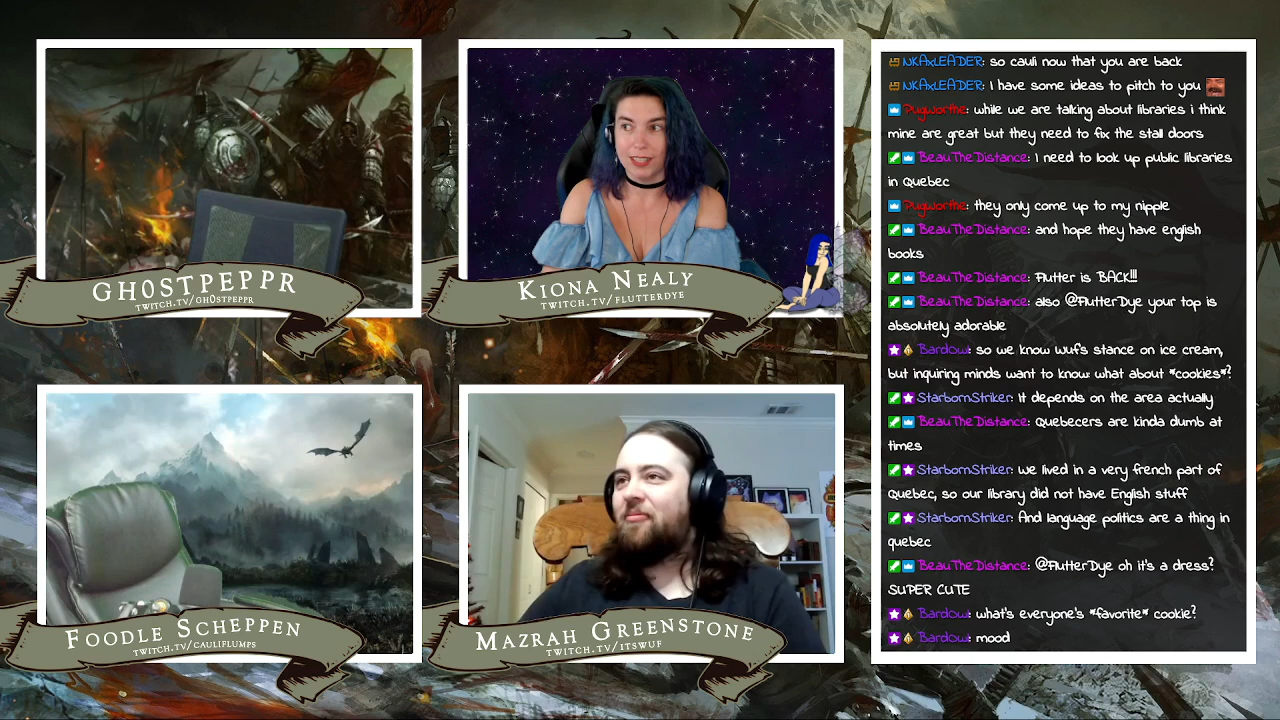 GH0STPEPPR
TWITCH.TV/OH0STPEPPR
KIONA NEALY
TWITCH.TV/FLUTTERDYE
FOODLE SCHEPPEN
TWITCH.TV/CAULIFLUMPS
MAZRAH GREENSTONE
TWITCH.TV/ITSWUF
NKAxLEADER: so cauli now that you are back
NKAxLEADER: I have some ideas to pitch to you
Pugworthe: while we are talking about libraries i think
mine are great but they need to fix the stall doors
BeauTheDistance: I need to look up public libraries
in Quebec
Pugworthe: they only come up to my nipple
BeauTheDistance: and hope they have engish
books
BeauTheDistance: Flutter is BACK!!!
BeauTheDistance: also @FlutterDye your top is
absolutely adorable
BardOwl: so we know Wuf's stance on ice cream,
but inquiring minds want to know: what about *cookies*?
StarbornStriker: It depends on the area actually
BeauTheDistance: Quebecers are kinda dumb at
times
StarbornStriker: We lived in a very french part of
Quebec, so our library did not have English stuff
StarbornStriker: And language politics are a thing in
quebec
BeauTheDistance: @FlutterDye oh it's a dress?
SUPER CUTE
BardOwl: what's everyone's *favorite* cookie?
BardOwl: mood